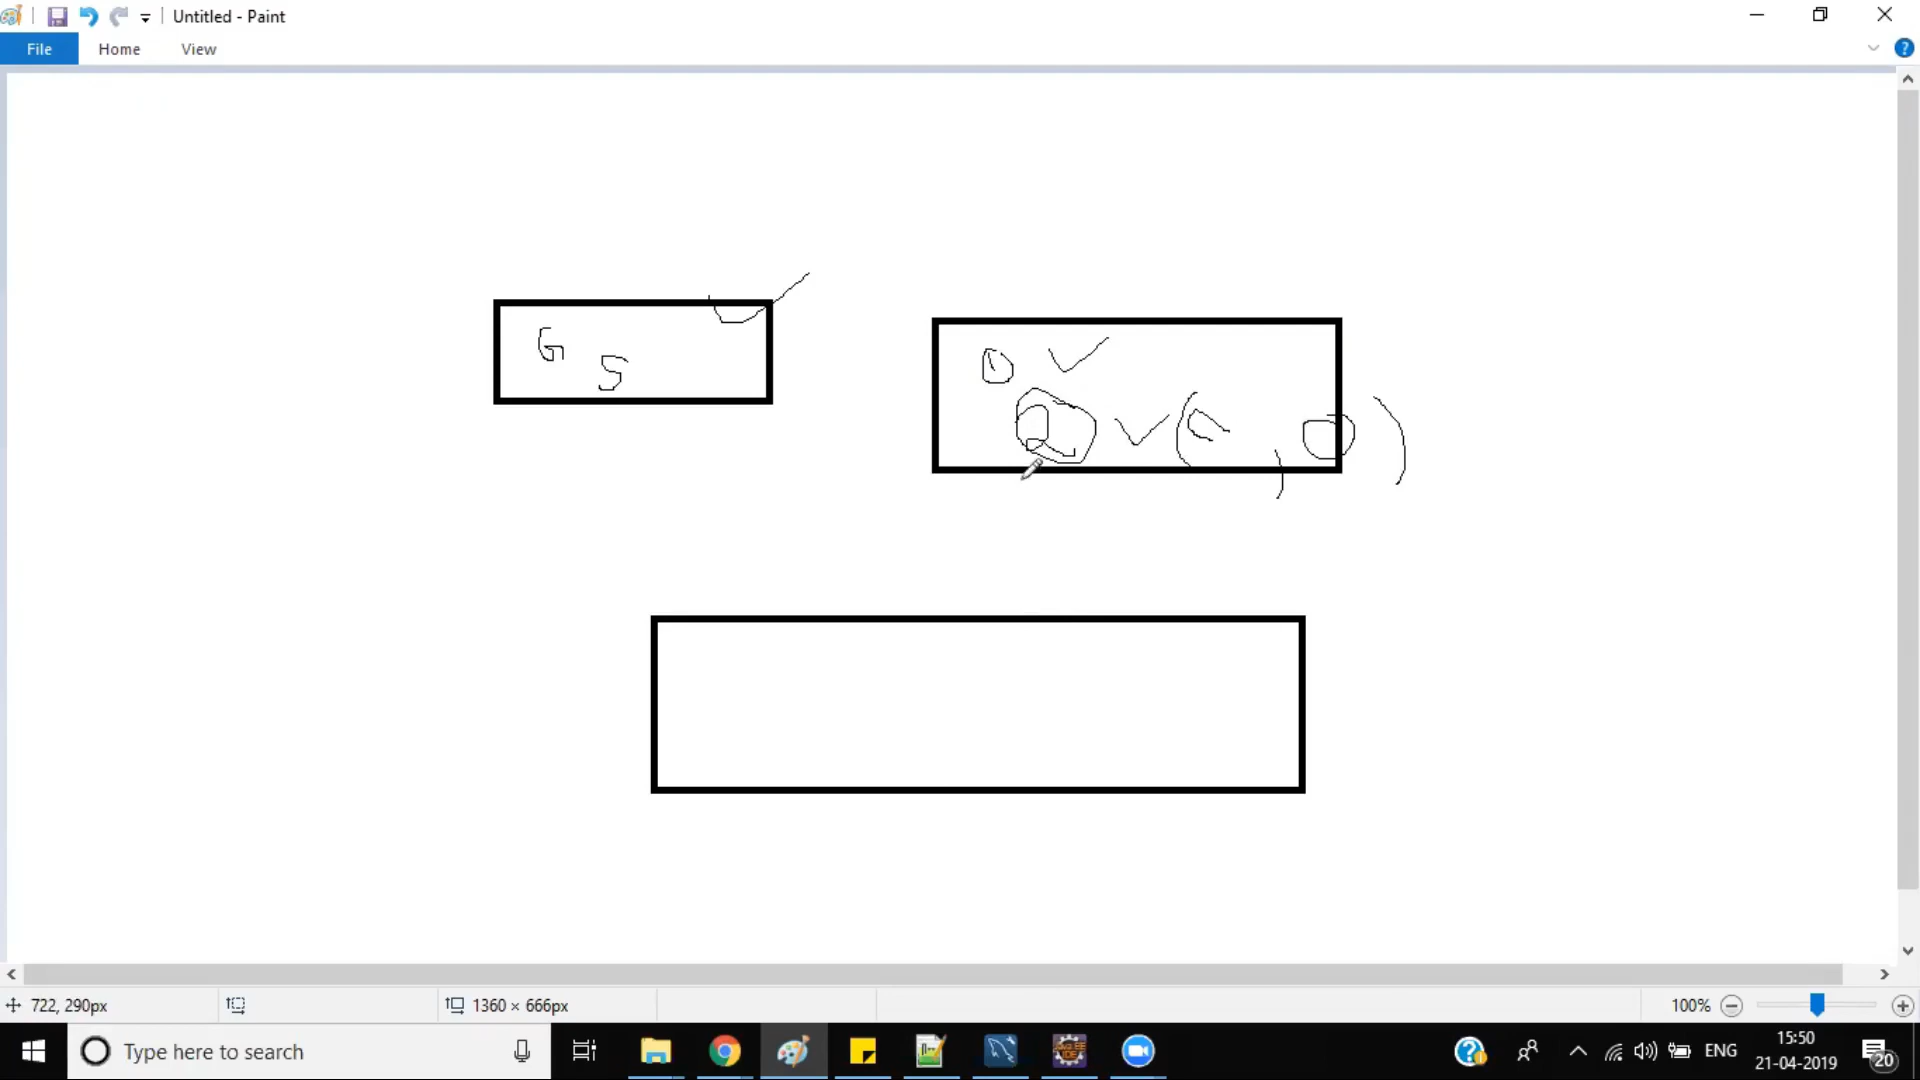 Untitled - Paint
File Home View
G
S
722, 290px
1360 × 666px
100%
Type here to search
ENG
15:50
21-04-2019
20